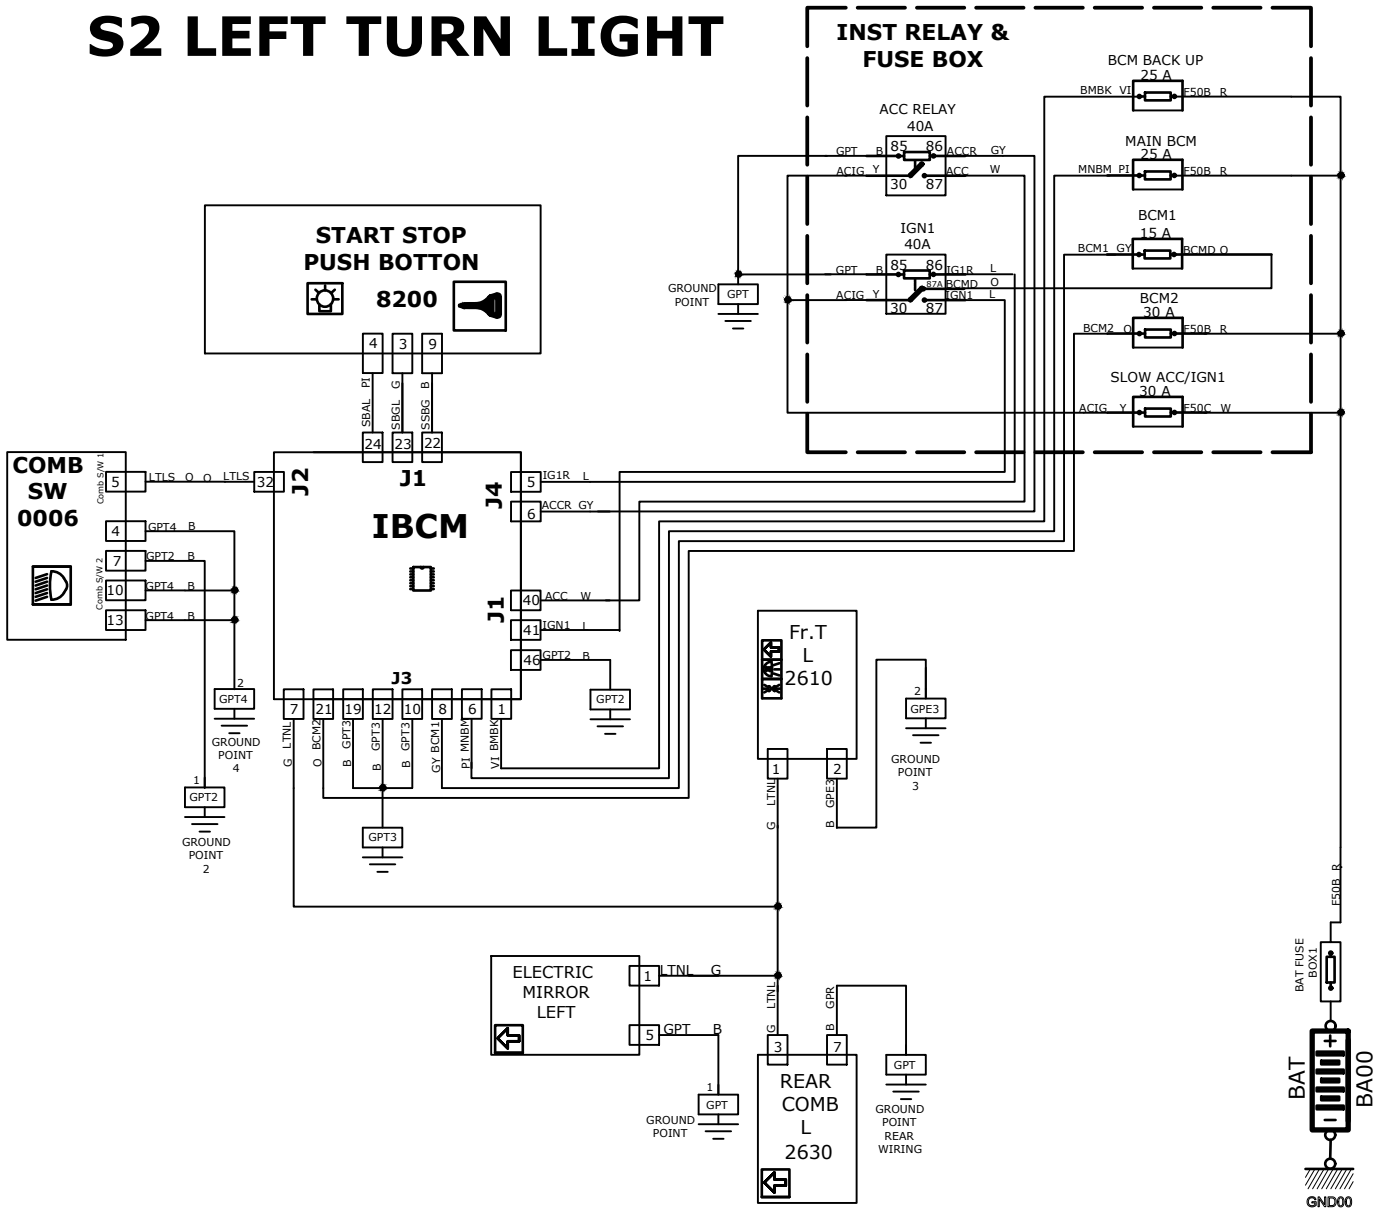 S2 LEFT TURN LIGHT
INST RELAY &
FUSE BOX
ACC RELAY
40A
85 86
GPT B
ACCR GY
ACIG Y
ACC W
30 87
IGN1
40A
85 86
GPT B
IG1R L
87A BCMD O
ACIG Y
IGN1 L
30 87
BCM BACK UP
25 A
BMBK VI
F50B R
MAIN BCM
25 A
MNBM PI
F50B R
BCM1
15 A
BCM1 GY
BCMD O
BCM2
30 A
BCM2 O
F50B R
SLOW ACC/IGN1
30 A
ACIG Y
F50C W
GROUND
POINT
GPT
START STOP
PUSH BOTTON
8200
4 3 9
SBAL PI
SBGL G
SSBG B
24 23 22
COMB
SW
0006
Comb S/W 1
5
LTLS O O LTLS
32
Comb S/W 2
4
GPT4 B
7
GPT2 B
10
GPT4 B
13
GPT4 B
2
GPT4
GROUND
POINT
4
1
GPT2
GROUND
POINT
2
J2
J1
J4
IBCM
J1
J3
5
IG1R L
6
ACCR GY
40
ACC W
41
IGN1 L
46
GPT2 B
GPT2
7 21 19 12 10 8 6 1
G LTNL
O BCM2
B GPT3
B GPT3
B GPT3
GY BCM1
PI MNBM
VI BMBK
GPT3
Fr.T
L
2610
1 2
G LTNL
B GPE3
2
GPE3
GROUND
POINT
3
ELECTRIC
MIRROR
LEFT
1
LTNL G
5
GPT B
1
GPT
GROUND
POINT
G LTNL
B GPR
3 7
REAR
COMB
L
2630
GPT
GROUND
POINT
REAR
WIRING
F50B R
BAT FUSE
BOX1
BAT
+
−
BA00
GND00